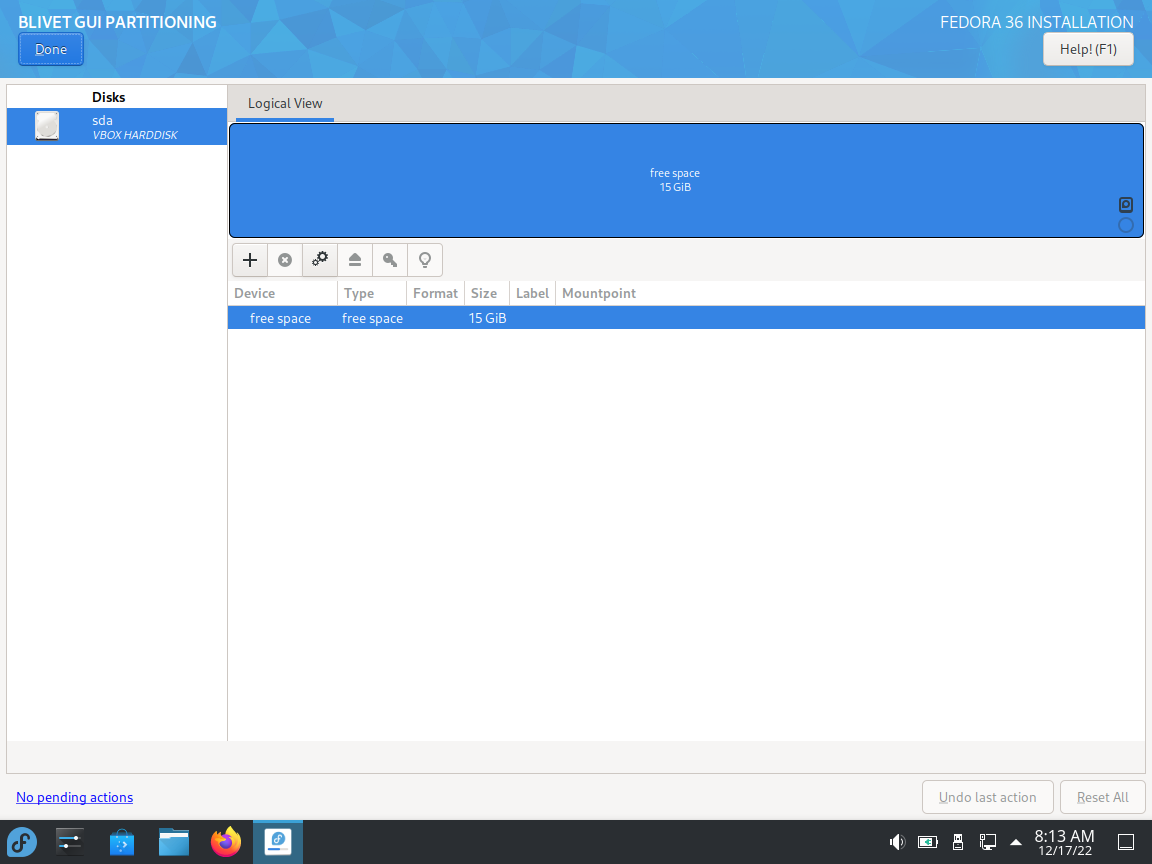 BLIVET GUI PARTITIONING
FEDORA 36 INSTALLATION
Done
Help! (F1)
Disks
sda
VBOX HARDDISK
Logical View
free space
15 GiB
Device Type Format Size Label Mountpoint
free space free space 15 GiB
No pending actions
Undo last action
Reset All
8:13 AM
12/17/22